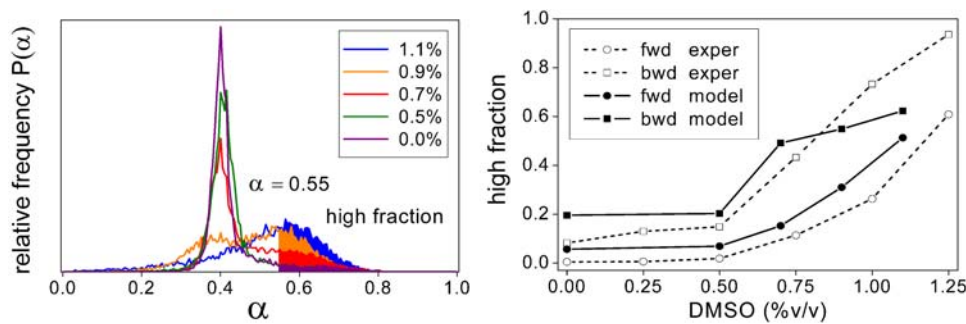 relative frequency P(α)
1.1%
0.9%
0.7%
0.5%
0.0%
α = 0.55
high fraction
0.0 0.2 0.4 0.6 0.8 1.0
α
high fraction
1.0
0.8
0.6
0.4
0.2
0.0
fwd exper
bwd exper
fwd model
bwd model
0.00 0.25 0.50 0.75 1.00 1.25
DMSO (%v/v)